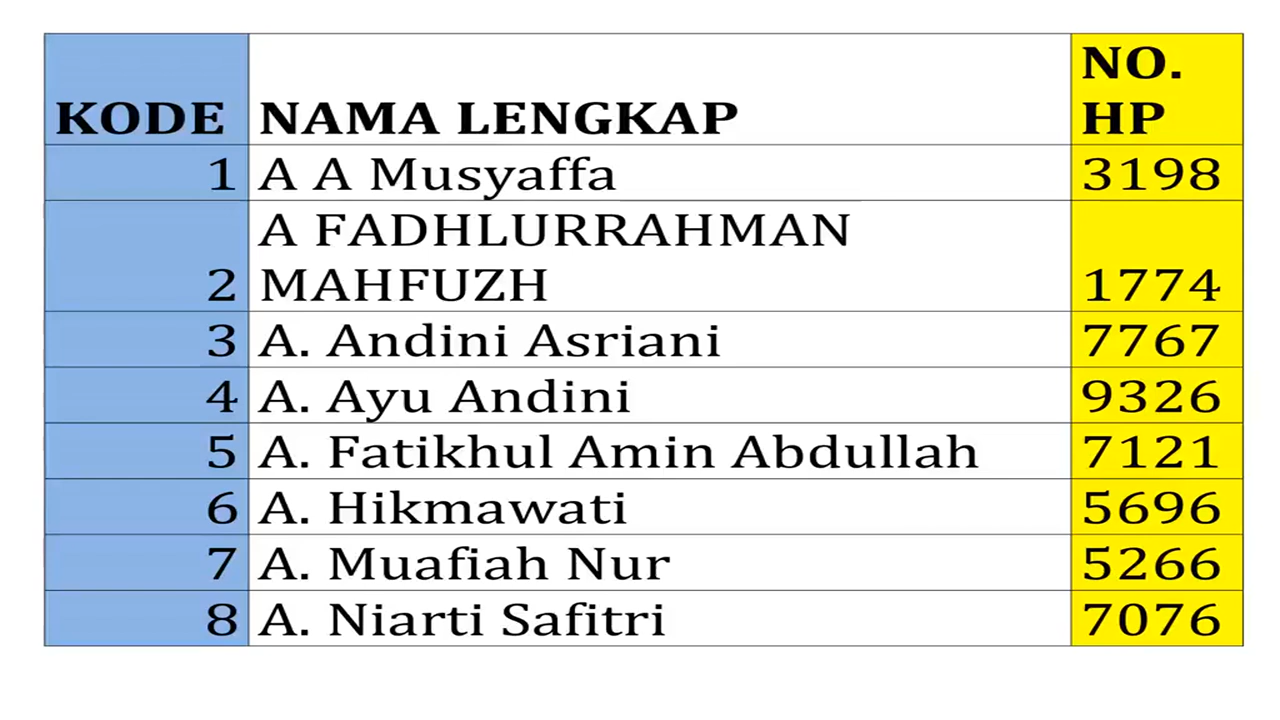 KODE NAMA LENGKAP NO. HP
1 A A Musyaffa 3198
2 A FADHLURRAHMAN MAHFUZH 1774
3 A. Andini Asriani 7767
4 A. Ayu Andini 9326
5 A. Fatikhul Amin Abdullah 7121
6 A. Hikmawati 5696
7 A. Muafiah Nur 5266
8 A. Niarti Safitri 7076